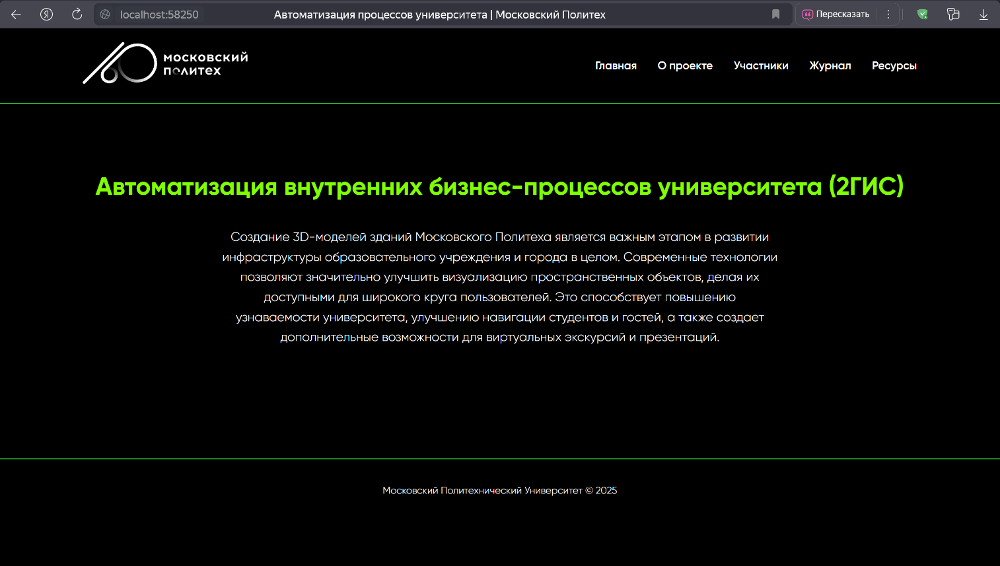 localhost:58250
Автоматизация процессов университета | Московский Политех
Пересказать
московский
политех
Главная
О проекте
Участники
Журнал
Ресурсы
Автоматизация внутренних бизнес-процессов университета (2ГИС)
Создание 3D-моделей зданий Московского Политеха является важным этапом в развитии
инфраструктуры образовательного учреждения и города в целом. Современные технологии
позволяют значительно улучшить визуализацию пространственных объектов, делая их
доступными для широкого круга пользователей. Это способствует повышению
узнаваемости университета, улучшению навигации студентов и гостей, а также создает
дополнительные возможности для виртуальных экскурсий и презентаций.
Московский Политехнический Университет © 2025